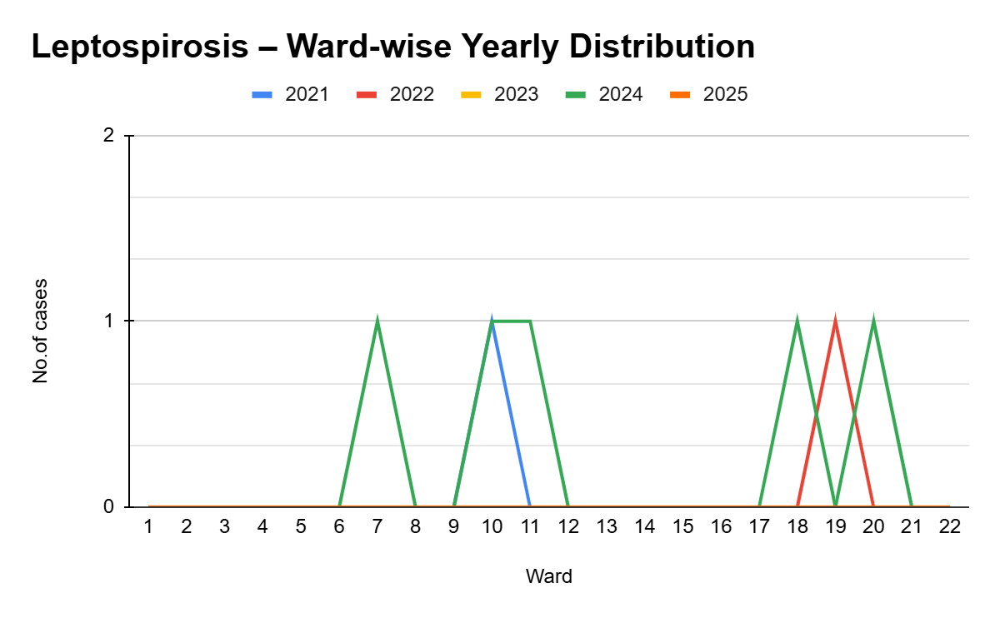 Leptospirosis – Ward-wise Yearly Distribution
2021 2022 2023 2024 2025
2
1
0
No.of cases
1 2 3 4 5 6 7 8 9 10 11 12 13 14 15 16 17 18 19 20 21 22
Ward